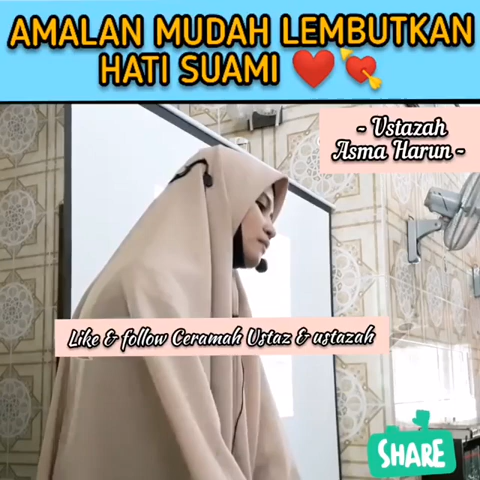 AMALAN MUDAH LEMBUTKAN
HATI SUAMI ❤️💘
- Ustazah
Asma Harun -
Like & follow Ceramah Ustaz & ustazah
SHARE